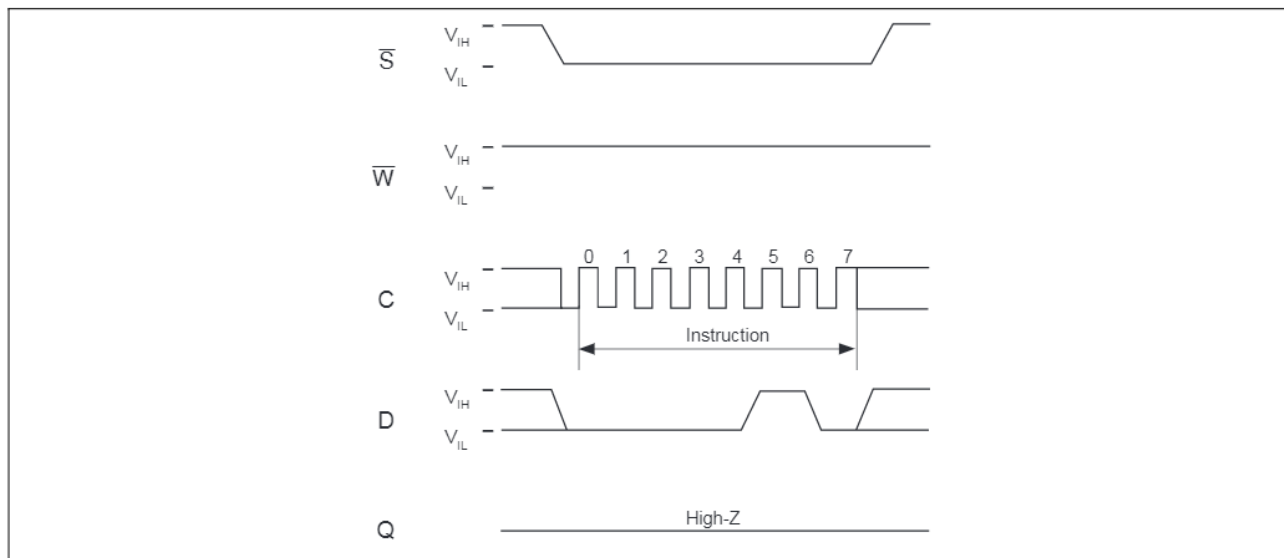 V_IH
S̅
V_IL
V_IH
W̅
V_IL
0 1 2 3 4 5 6 7
V_IH
C
V_IL
Instruction
V_IH
D
V_IL
High-Z
Q